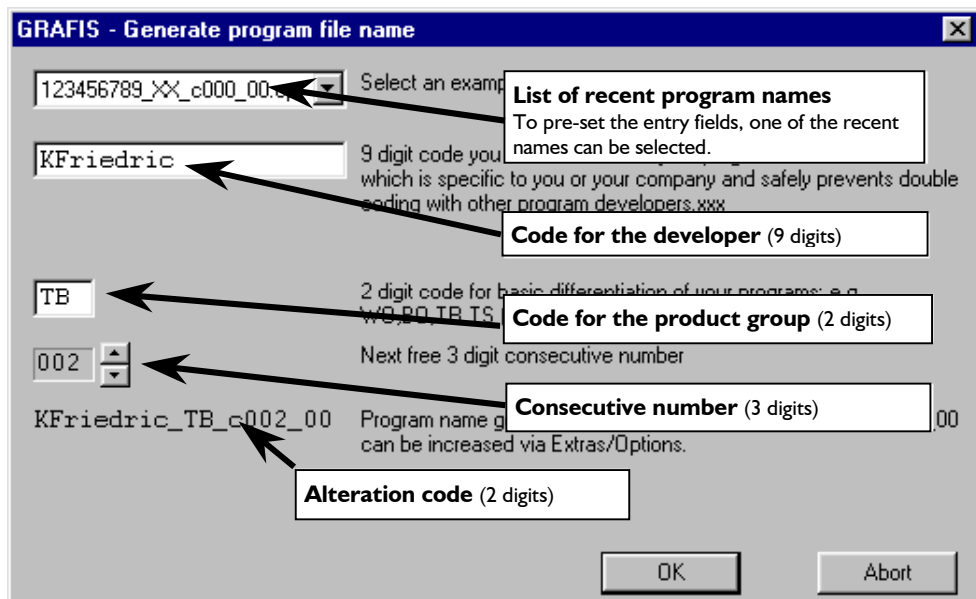 GRAFIS - Generate program file name
123456789_XX_c000_00.
Select an examp
List of recent program names
To pre-set the entry fields, one of the recent
names can be selected.
KFriedric
9 digit code you
which is specific to you or your company and safely prevents double
coding with other program developers.xxx
Code for the developer (9 digits)
TB
2 digit code for basic differentiation of your programs: e.g.
WO,BO,TB,TS,
Code for the product group (2 digits)
002
Next free 3 digit consecutive number
Consecutive number (3 digits)
KFriedric_TB_c002_00
Program name g
.00
can be increased via Extras/Options.
Alteration code (2 digits)
OK
Abort